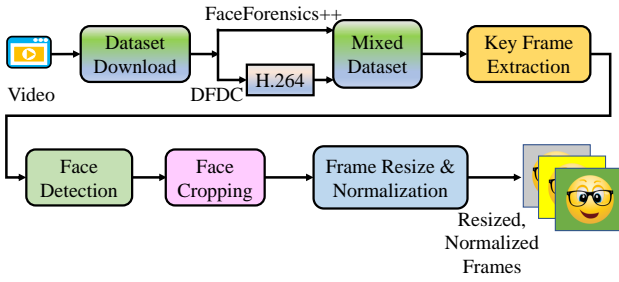 FaceForensics++
Video
Dataset
Download
DFDC
H.264
Mixed
Dataset
Key Frame
Extraction
Face
Detection
Face
Cropping
Frame Resize &
Normalization
Resized,
Normalized
Frames